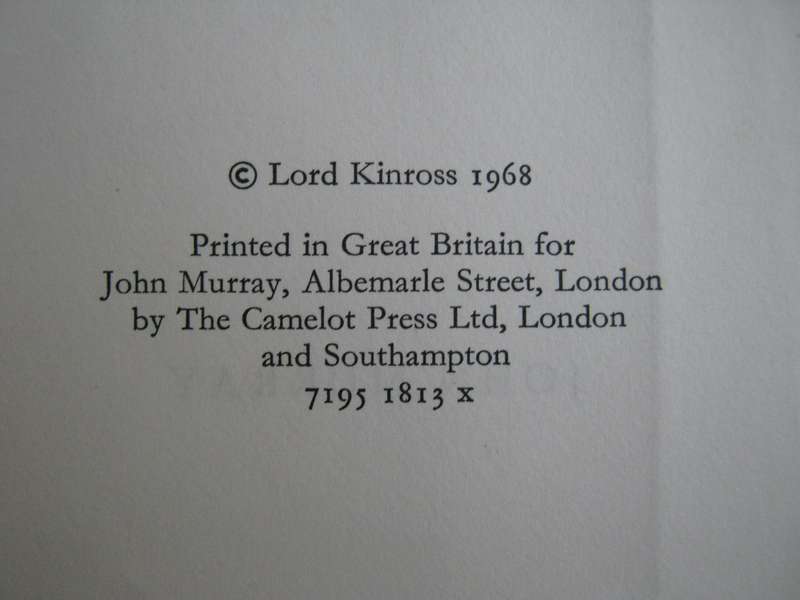 © Lord Kinross 1968
Printed in Great Britain for
John Murray, Albemarle Street, London
by The Camelot Press Ltd, London
and Southampton
7195 1813 x